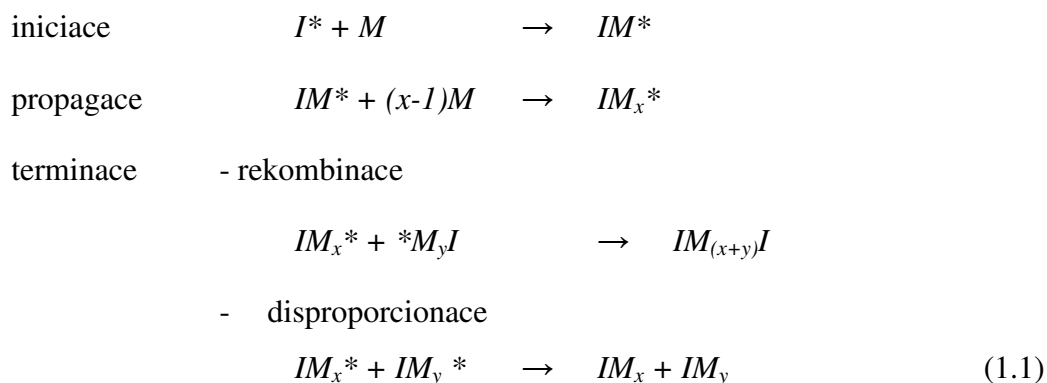 iniciace I* + M → IM*
propagace IM* + (x-1)M → IMx*
terminace - rekombinace
IMx* + *MyI → IM(x+y)I
- disproporcionace
IMx* + IMy * → IMx + IMy (1.1)